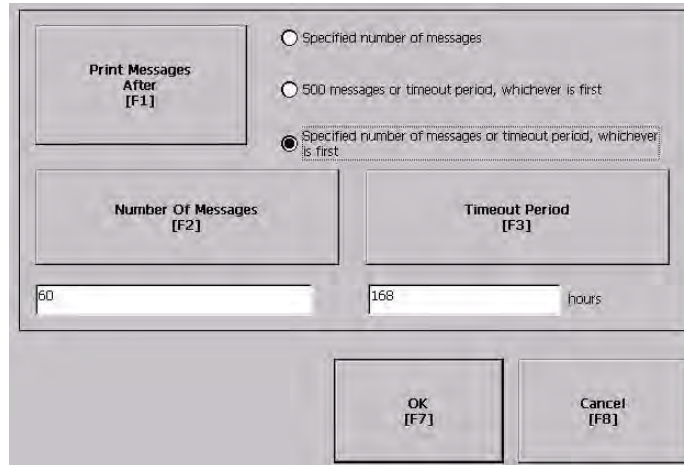 Print Messages
After
[F1]
Specified number of messages
500 messages or timeout period, whichever is first
Specified number of messages or timeout period, whichever
is first
Number Of Messages
[F2]
Timeout Period
[F3]
60
168
hours
OK
[F7]
Cancel
[F8]